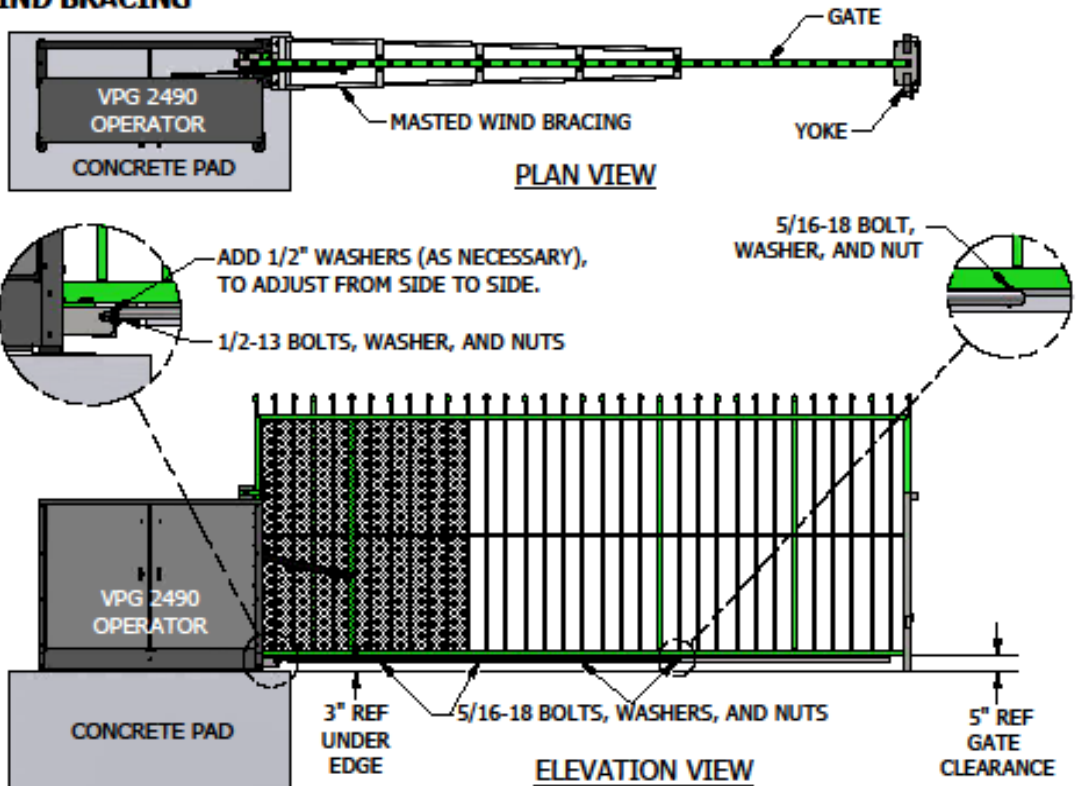 IND BRACING
GATE
VPG 2490
OPERATOR
MASTED WIND BRACING
YOKE
CONCRETE PAD
PLAN VIEW
5/16-18 BOLT,
WASHER, AND NUT
ADD 1/2" WASHERS (AS NECESSARY),
TO ADJUST FROM SIDE TO SIDE.
1/2-13 BOLTS, WASHER, AND NUTS
VPG 2490
OPERATOR
CONCRETE PAD
3" REF
UNDER
EDGE
5/16-18 BOLTS, WASHERS, AND NUTS
5" REF
GATE
CLEARANCE
ELEVATION VIEW